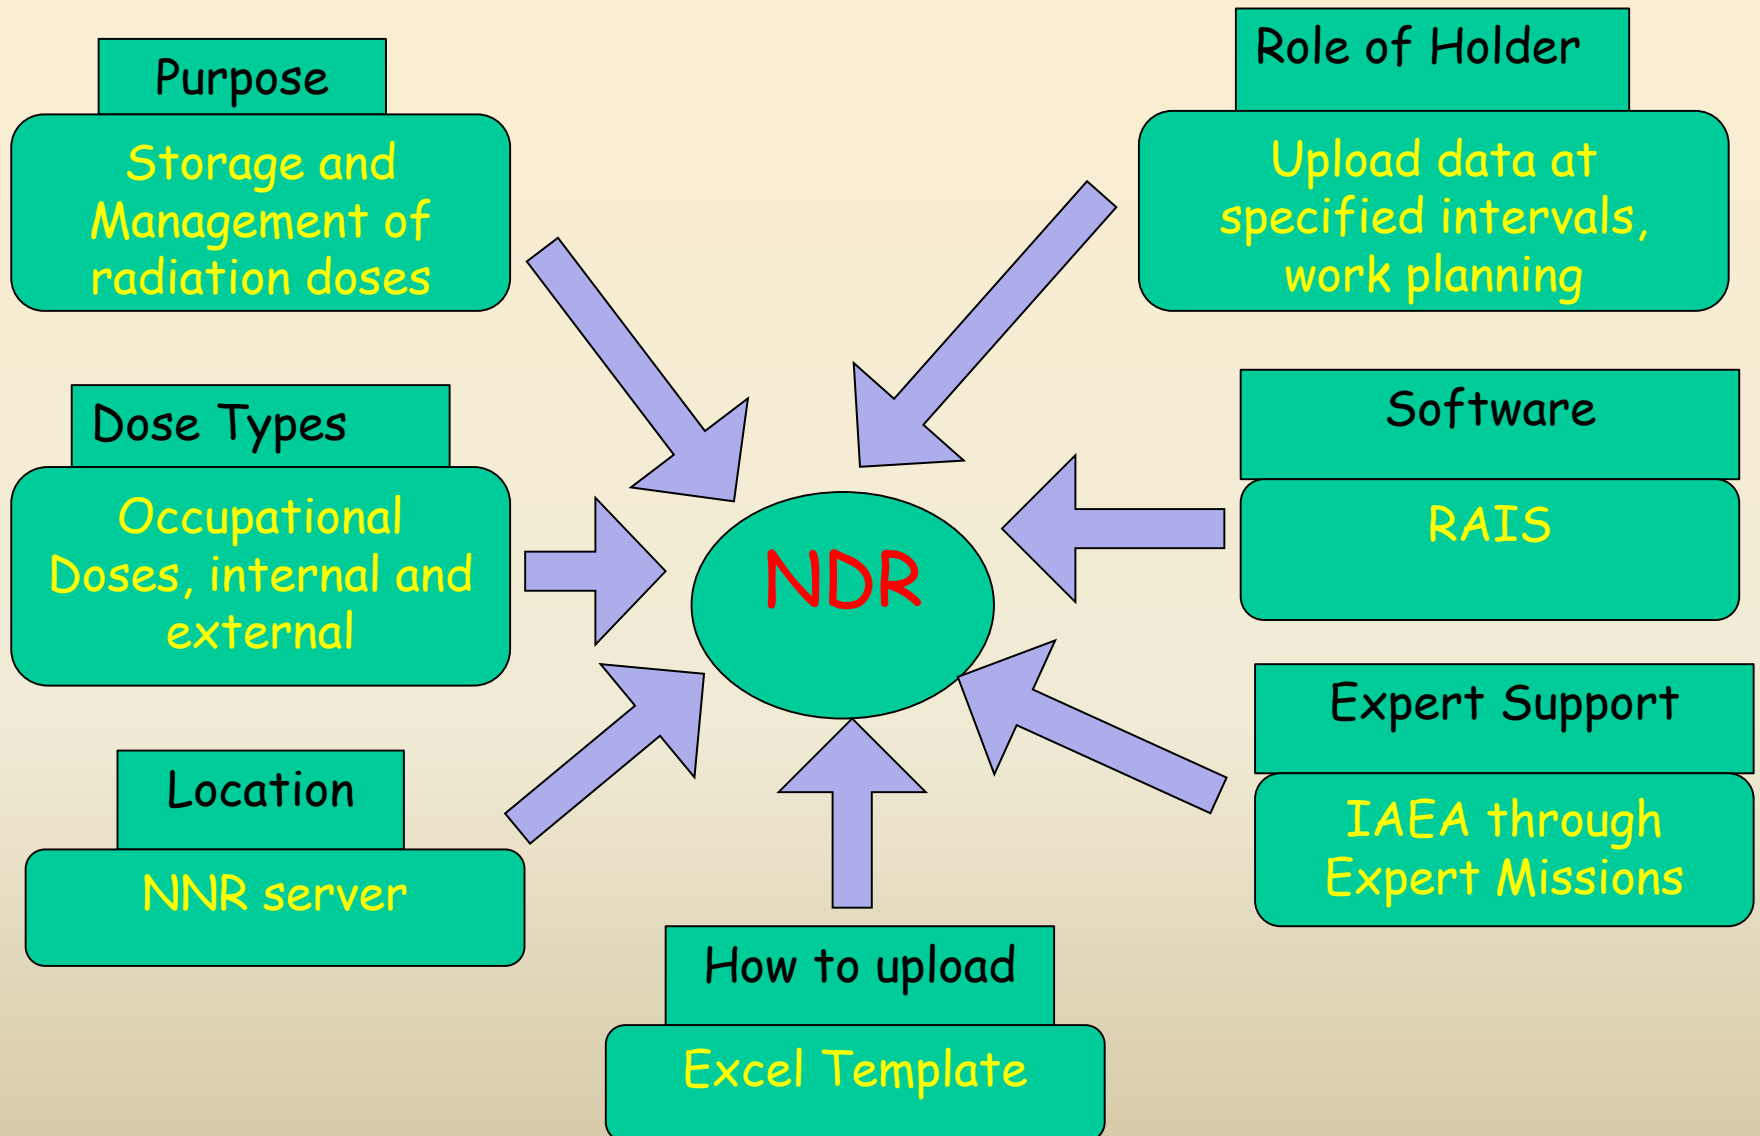 Purpose
Storage and
Management of
radiation doses
Role of Holder
Upload data at
specified intervals,
work planning
Dose Types
Occupational
Doses, internal and
external
NDR
Software
RAIS
Location
NNR server
Expert Support
IAEA through
Expert Missions
How to upload
Excel Template